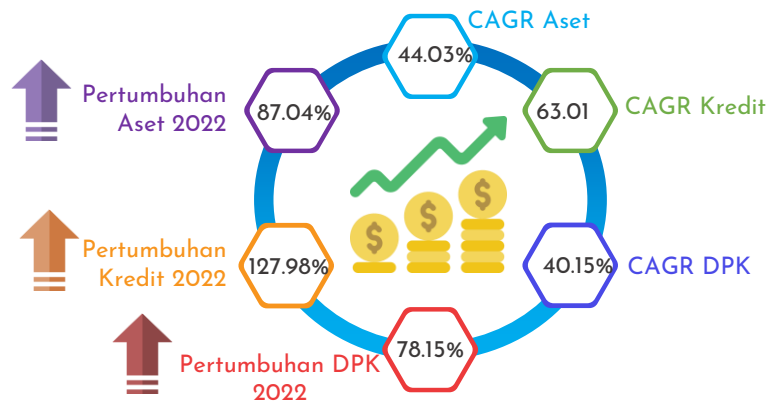 CAGR Aset
44.03%
Pertumbuhan
Aset 2022
87.04%
63.01
CAGR Kredit
Pertumbuhan
Kredit 2022
127.98%
40.15%
CAGR DPK
Pertumbuhan DPK
2022
78.15%
$
$
$